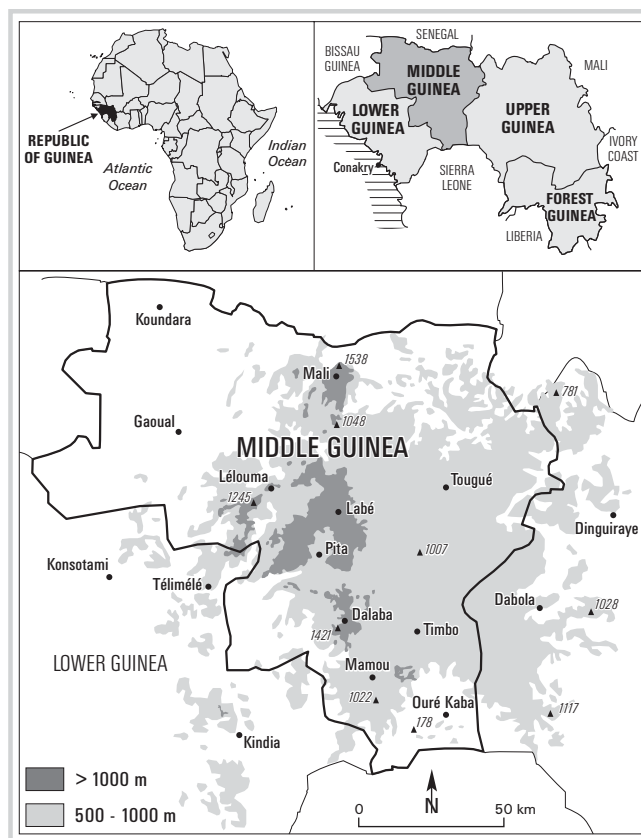 REPUBLIC
OF GUINEA
Atlantic
Ocean
Indian
Ocean
SENEGAL
BISSAU
GUINEA
MIDDLE
GUINEA
MALI
LOWER
GUINEA
UPPER
GUINEA
Conakry
SIERRA
LEONE
IVORY
COAST
FOREST
GUINEA
LIBERIA
Koundara
1538
Mali
781
1048
Gaoual
MIDDLE GUINEA
Lélouma
1245
Tougué
Labé
Dinguiraye
Pita
1007
Konsotami
Télimélé
Dabola
1028
Dalaba
1421
Timbo
LOWER GUINEA
Mamou
1022
Ouré Kaba
178
1117
Kindia
> 1000 m
500 - 1000 m
N
0
50 km